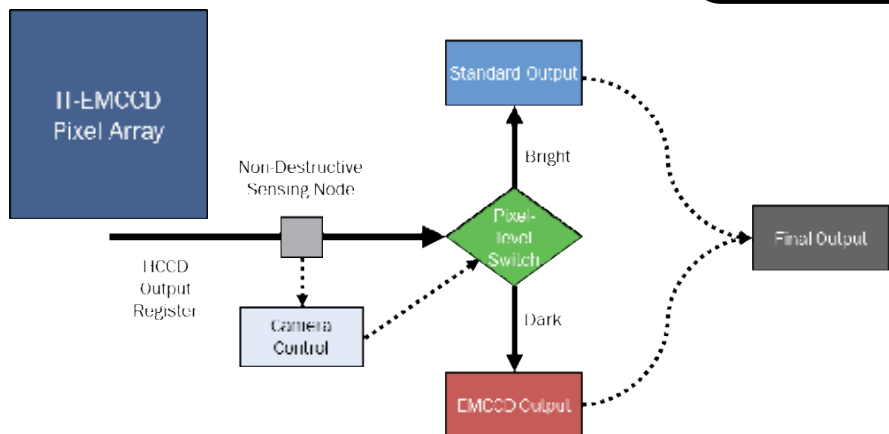 IT-EMCCD
Pixel Array
Standard Output
Bright
Non-Destructive
Sensing Node
Pixel-
level
Switch
Final Output
HCCD
Output
Register
Camera
Control
Dark
EMCCD Output